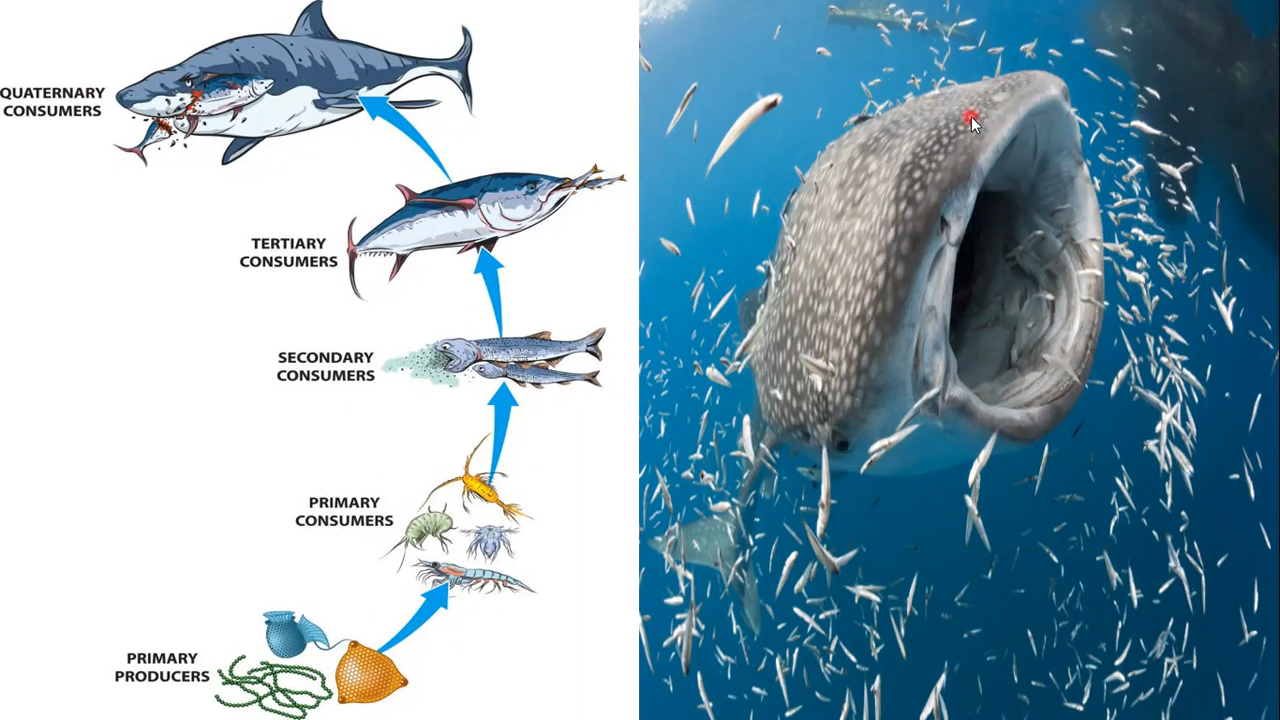 QUATERNARY
CONSUMERS
TERTIARY
CONSUMERS
SECONDARY
CONSUMERS
PRIMARY
CONSUMERS
PRIMARY
PRODUCERS